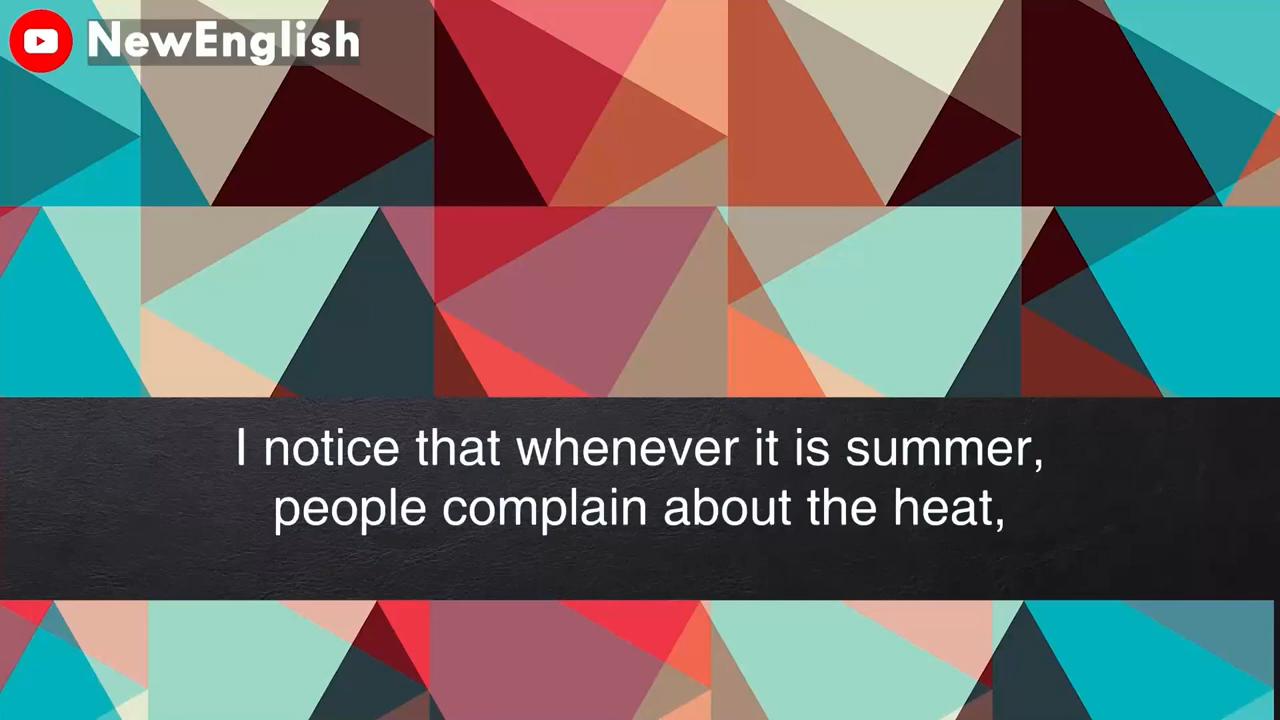 NewEnglish
I notice that whenever it is summer,
people complain about the heat,